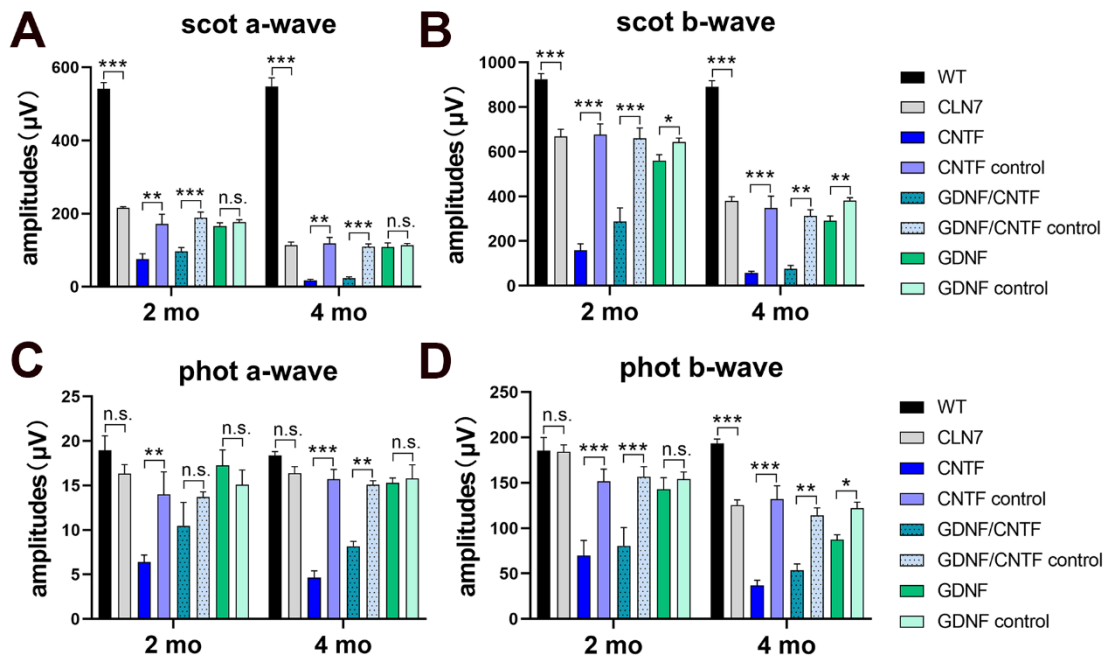 A
scot a-wave
amplitudes (μV)
600
400
200
0
***
**
***
n.s.
***
**
***
n.s.
2 mo
4 mo
B
scot b-wave
amplitudes (μV)
1000
800
600
400
200
0
***
***
***
*
***
***
**
**
2 mo
4 mo
WT
CLN7
CNTF
CNTF control
GDNF/CNTF
GDNF/CNTF control
GDNF
GDNF control
C
phot a-wave
amplitudes (μV)
25
20
15
10
5
0
n.s.
**
n.s.
n.s.
n.s.
***
**
n.s.
2 mo
4 mo
D
phot b-wave
amplitudes (μV)
250
200
150
100
50
0
n.s.
***
***
n.s.
***
***
**
*
2 mo
4 mo
WT
CLN7
CNTF
CNTF control
GDNF/CNTF
GDNF/CNTF control
GDNF
GDNF control